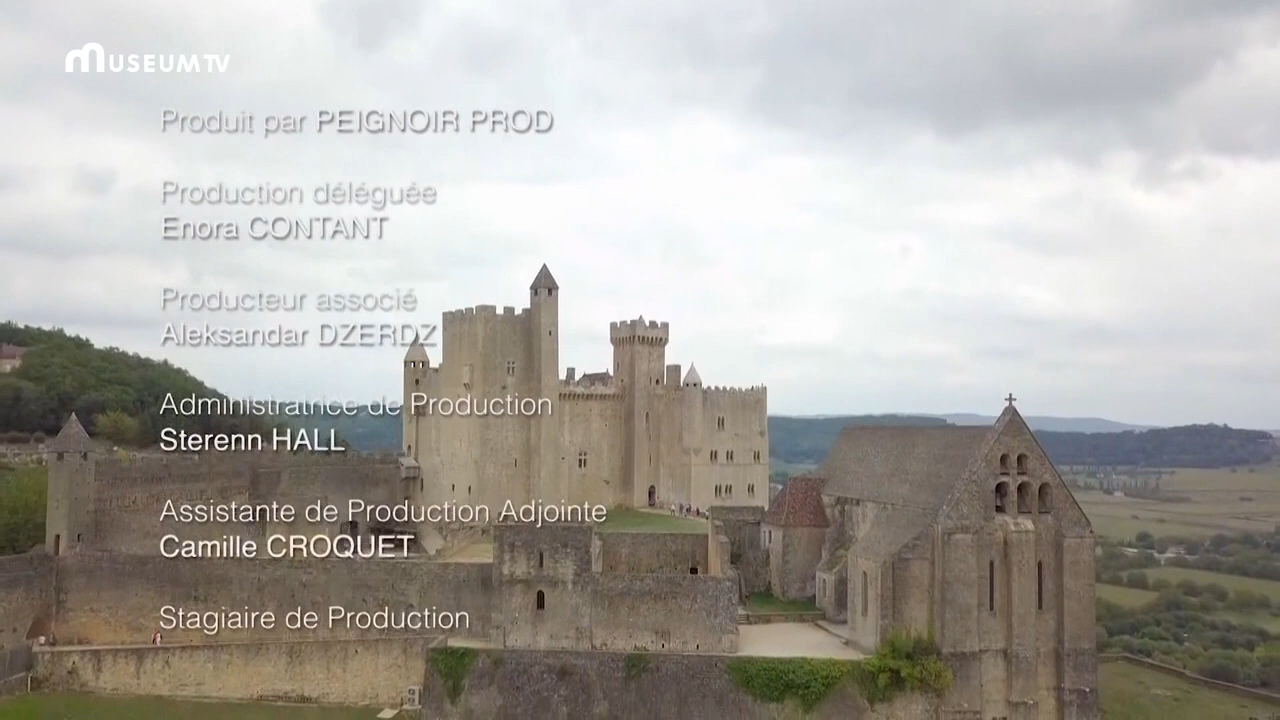 MUSEUMTV
Produit par PEIGNOIR PROD
Production déléguée
Enora CONTANT
Producteur associé
Aleksandar DZERDZ
Administratrice de Production
Sterenn HALL
Assistante de Production Adjointe
Camille CROQUET
Stagiaire de Production